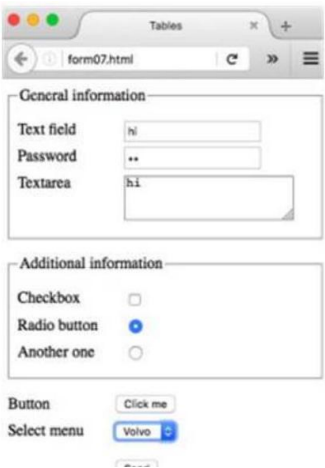 Tables
form07.html
General information
Text field hi
Password ••
Textarea hi
Additional information
Checkbox
Radio button
Another one
Button Click me
Select menu Volvo
Send